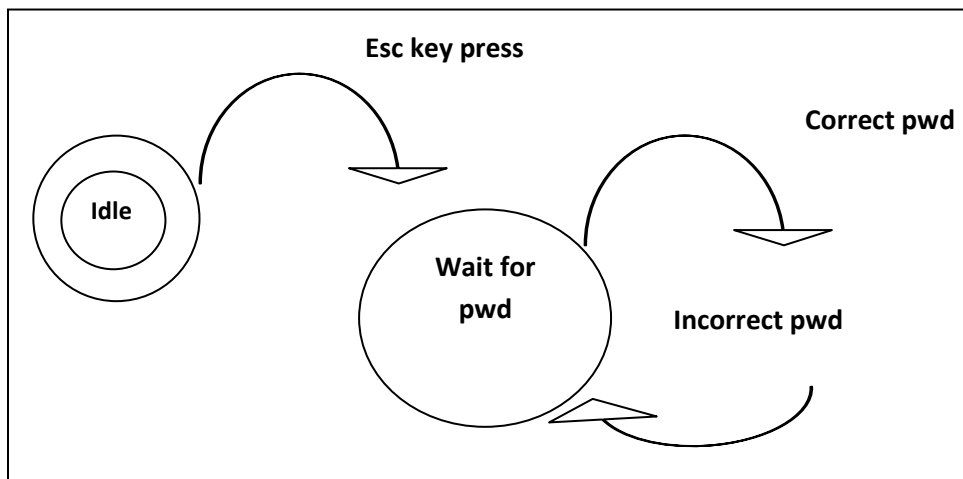 Esc key press
Correct pwd
Idle
Wait for
pwd
Incorrect pwd